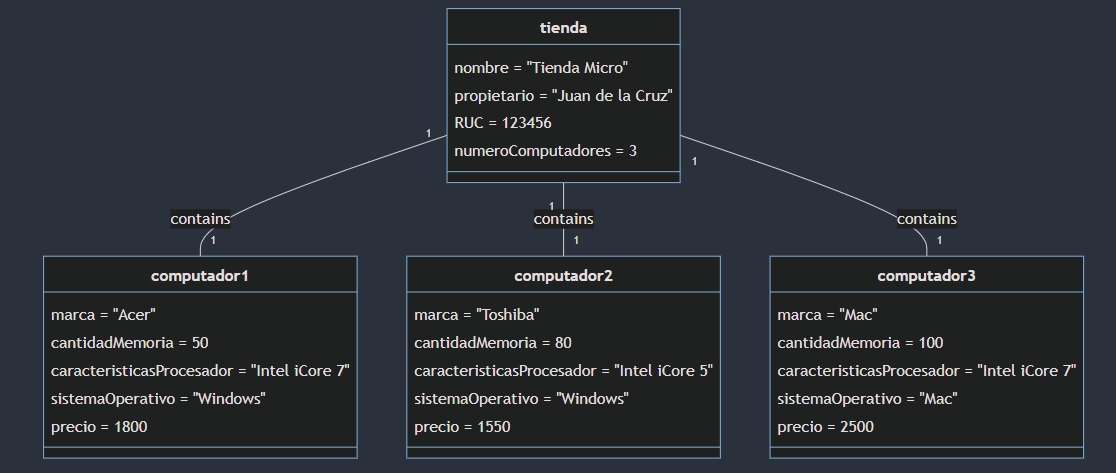 tienda
nombre = "Tienda Micro"
propietario = "Juan de la Cruz"
RUC = 123456
numeroComputadores = 3
1
1
1
contains
contains
contains
1
1
1
computador1
marca = "Acer"
cantidadMemoria = 50
caracteristicasProcesador = "Intel iCore 7"
sistemaOperativo = "Windows"
precio = 1800
computador2
marca = "Toshiba"
cantidadMemoria = 80
caracteristicasProcesador = "Intel iCore 5"
sistemaOperativo = "Windows"
precio = 1550
computador3
marca = "Mac"
cantidadMemoria = 100
caracteristicasProcesador = "Intel iCore 7"
sistemaOperativo = "Mac"
precio = 2500